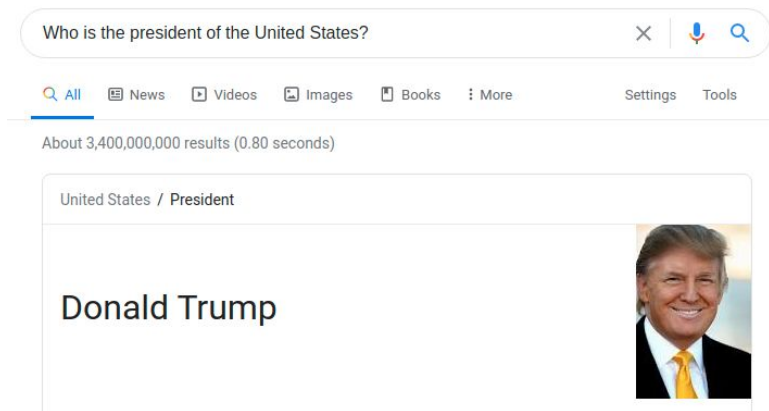 Who is the president of the United States?
All News Videos Images Books More Settings Tools
About 3,400,000,000 results (0.80 seconds)
United States / President
Donald Trump